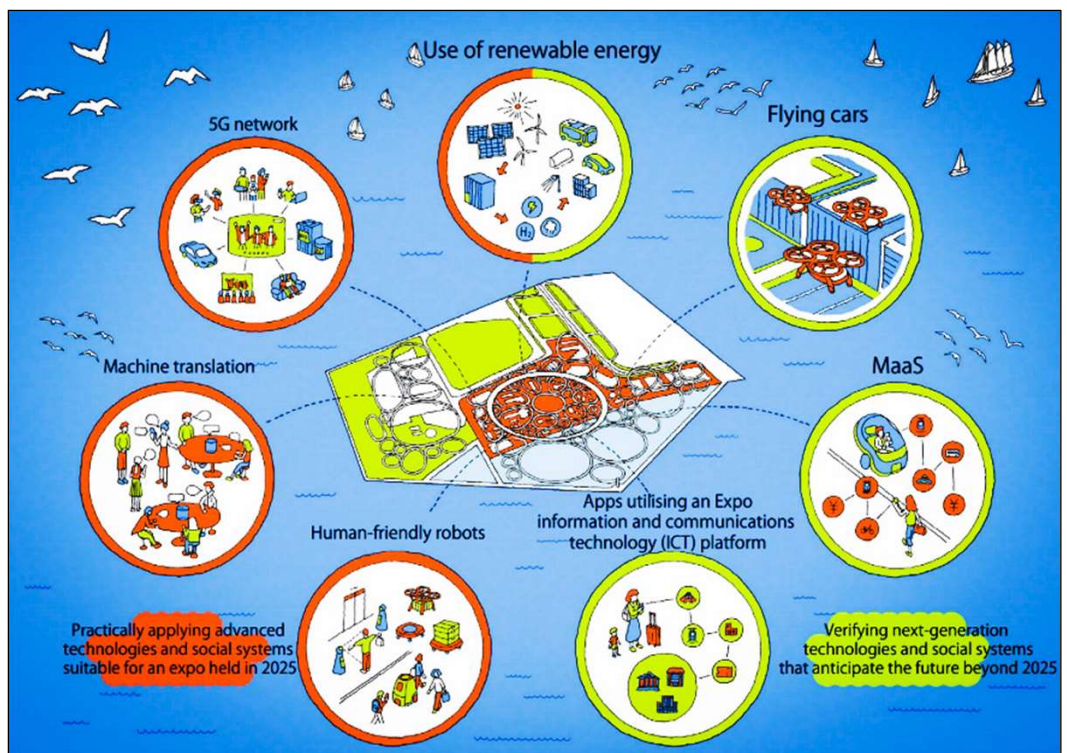 Use of renewable energy
5G network
Flying cars
H₂
Machine translation
MaaS
¥
¥
Human-friendly robots
Apps utilising an Expo
information and communications
technology (ICT) platform
Practically applying advanced
technologies and social systems
suitable for an expo held in 2025
Verifying next-generation
technologies and social systems
that anticipate the future beyond 2025